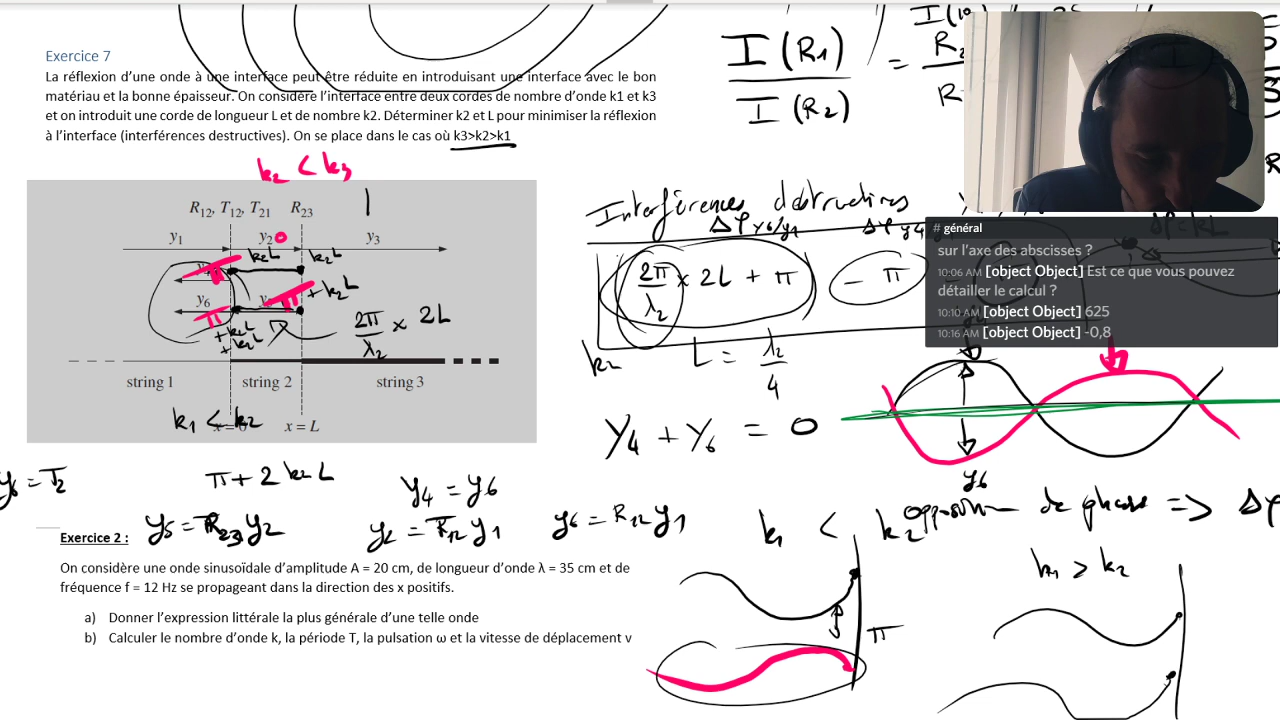 Exercice 7
La réflexion d'une onde à une interface peut être réduite en introduisant une interface avec le bon
matériau et la bonne épaisseur. On considère l'interface entre deux cordes de nombre d'onde k1 et k3
et on introduit une corde de longueur L et de nombre k2. Déterminer k2 et L pour minimiser la réflexion
à l'interface (interférences destructives). On se place dans le cas où k3>k2>k1
k2 < k3
R12, T12, T21 R23
y1 y2 y3
k2L k2L
y6 π + k2L
π
+k2L
+k2L
2π/λ2 × 2L
string 1 string 2 string 3
k1 < k2
x = L
π + 2 k2 L
y4 = y6
y5 = R23 y2
y6 = R12 y1
Exercice 2 :
On considère une onde sinusoïdale d'amplitude A = 20 cm, de longueur d'onde λ = 35 cm et de
fréquence f = 12 Hz se propageant dans la direction des x positifs.
a) Donner l'expression littérale la plus générale d'une telle onde
b) Calculer le nombre d'onde k, la période T, la pulsation ω et la vitesse de déplacement v
I (R1)
I (R2)
=
Interférences destructives
Δφ y6/y1
2π/λ2 × 2L + π - π
k2
L = λ2/4
y4 + y6 = 0
y6
opposition de phase => Δφ
k1 < k2
π
k1 > k2
# général
sur l'axe des abscisses ?
10:06 AM [object Object] Est ce que vous pouvez
détailler le calcul ?
10:10 AM [object Object] 625
10:16 AM [object Object] -0,8